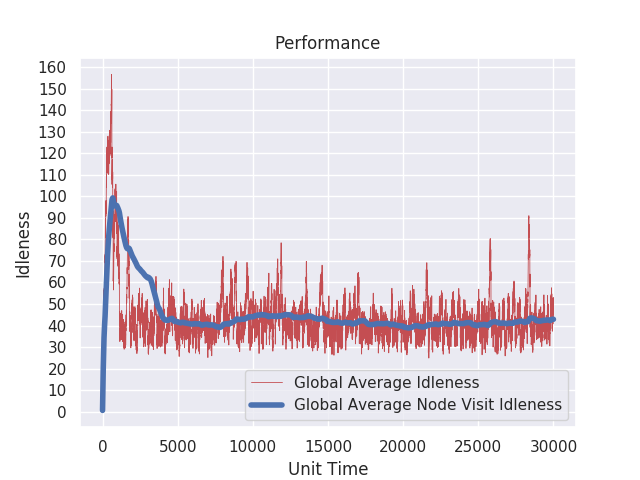 Performance
160
150
140
130
120
110
100
90
80
70
60
50
40
30
20
10
0
Idleness
Global Average Idleness
Global Average Node Visit Idleness
0 5000 10000 15000 20000 25000 30000
Unit Time